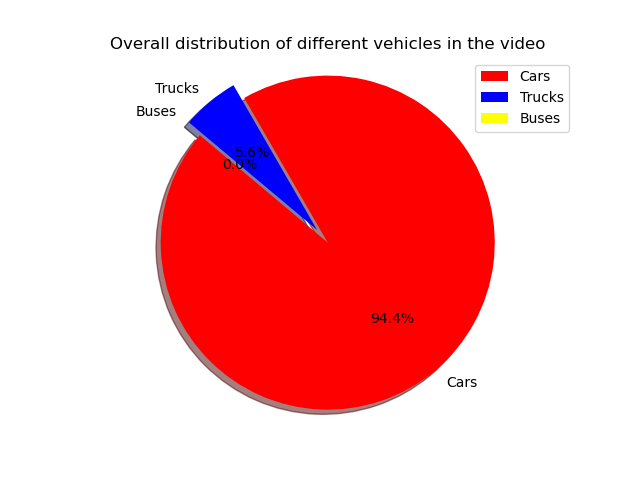 Overall distribution of different vehicles in the video
Cars
Trucks
Buses
Trucks
Buses
5.6%
0.0%
94.4%
Cars